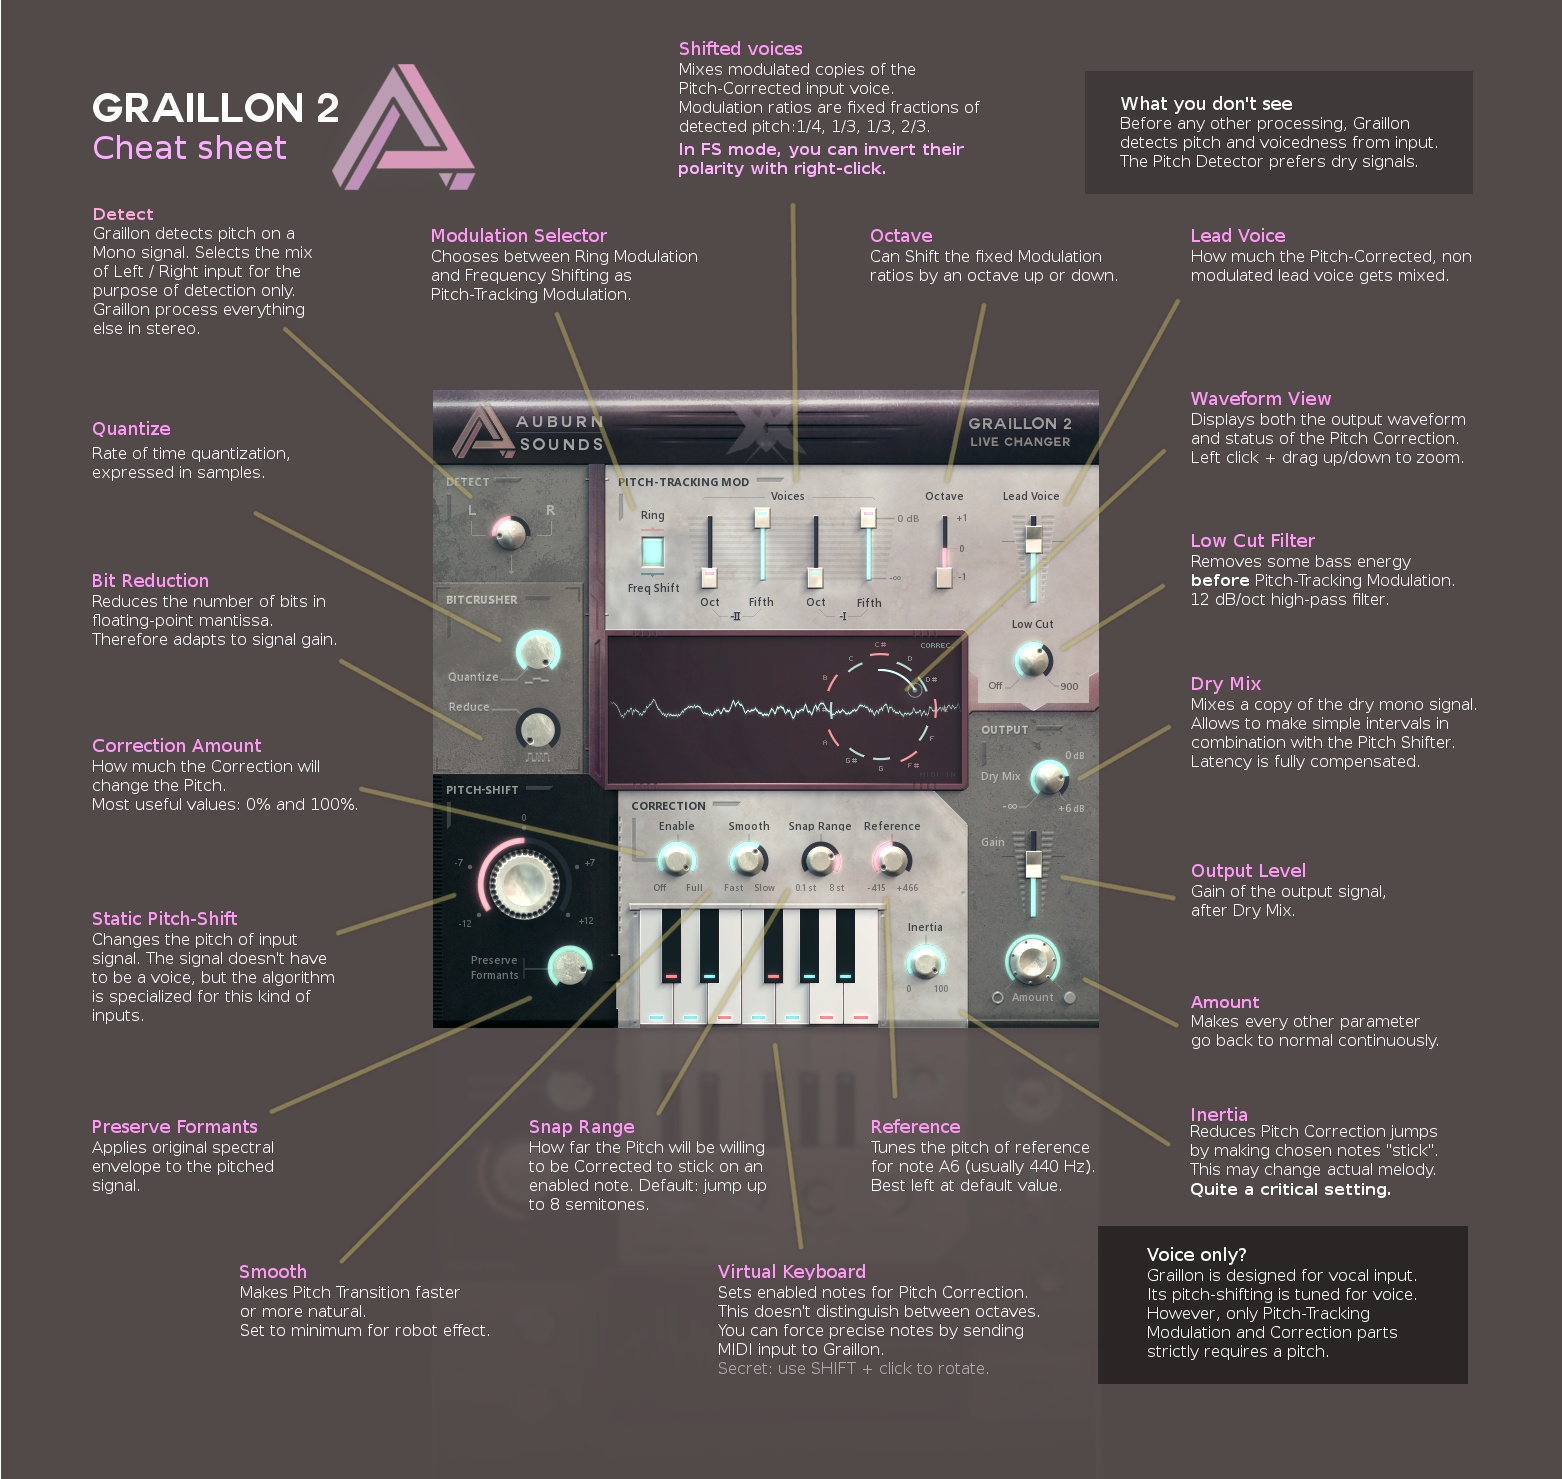 GRAILLON 2
Cheat sheet
Shifted voices
Mixes modulated copies of the
Pitch-Corrected input voice.
Modulation ratios are fixed fractions of
detected pitch:1/4, 1/3, 1/3, 2/3.
In FS mode, you can invert their
polarity with right-click.
What you don't see
Before any other processing, Graillon
detects pitch and voicedness from input.
The Pitch Detector prefers dry signals.
Detect
Graillon detects pitch on a
Mono signal. Selects the mix
of Left / Right input for the
purpose of detection only.
Graillon process everything
else in stereo.
Modulation Selector
Chooses between Ring Modulation
and Frequency Shifting as
Pitch-Tracking Modulation.
Octave
Can Shift the fixed Modulation
ratios by an octave up or down.
Lead Voice
How much the Pitch-Corrected, non
modulated lead voice gets mixed.
Quantize
Rate of time quantization,
expressed in samples.
Bit Reduction
Reduces the number of bits in
floating-point mantissa.
Therefore adapts to signal gain.
Correction Amount
How much the Correction will
change the Pitch.
Most useful values: 0% and 100%.
Static Pitch-Shift
Changes the pitch of input
signal. The signal doesn't have
to be a voice, but the algorithm
is specialized for this kind of
inputs.
AUBURN
SOUNDS
GRAILLON 2
LIVE CHANGER
DETECT
L R
BITCRUSHER
Quantize
Reduce
PITCH-SHIFT
0
-7 +7
-12 +12
Preserve
Formants
PITCH-TRACKING MOD
Ring
Freq Shift
Voices
0 dB
-∞
Oct Fifth Oct Fifth
-II -I
Octave
+1
0
-1
Lead Voice
Low Cut
Off 900
CORREC
C#
C D
B D#
A F
G# F#
G
MIDI IN
CORRECTION
Enable Smooth Snap Range Reference
Off Full Fast Slow 0.1 st 8 st -415 +466
Inertia
0 100
OUTPUT
0 dB
Dry Mix
-∞ +6 dB
Gain
Amount
Waveform View
Displays both the output waveform
and status of the Pitch Correction.
Left click + drag up/down to zoom.
Low Cut Filter
Removes some bass energy
before Pitch-Tracking Modulation.
12 dB/oct high-pass filter.
Dry Mix
Mixes a copy of the dry mono signal.
Allows to make simple intervals in
combination with the Pitch Shifter.
Latency is fully compensated.
Output Level
Gain of the output signal,
after Dry Mix.
Amount
Makes every other parameter
go back to normal continuously.
Preserve Formants
Applies original spectral
envelope to the pitched
signal.
Snap Range
How far the Pitch will be willing
to be Corrected to stick on an
enabled note. Default: jump up
to 8 semitones.
Reference
Tunes the pitch of reference
for note A6 (usually 440 Hz).
Best left at default value.
Inertia
Reduces Pitch Correction jumps
by making chosen notes "stick".
This may change actual melody.
Quite a critical setting.
Smooth
Makes Pitch Transition faster
or more natural.
Set to minimum for robot effect.
Virtual Keyboard
Sets enabled notes for Pitch Correction.
This doesn't distinguish between octaves.
You can force precise notes by sending
MIDI input to Graillon.
Secret: use SHIFT + click to rotate.
Voice only?
Graillon is designed for vocal input.
Its pitch-shifting is tuned for voice.
However, only Pitch-Tracking
Modulation and Correction parts
strictly requires a pitch.